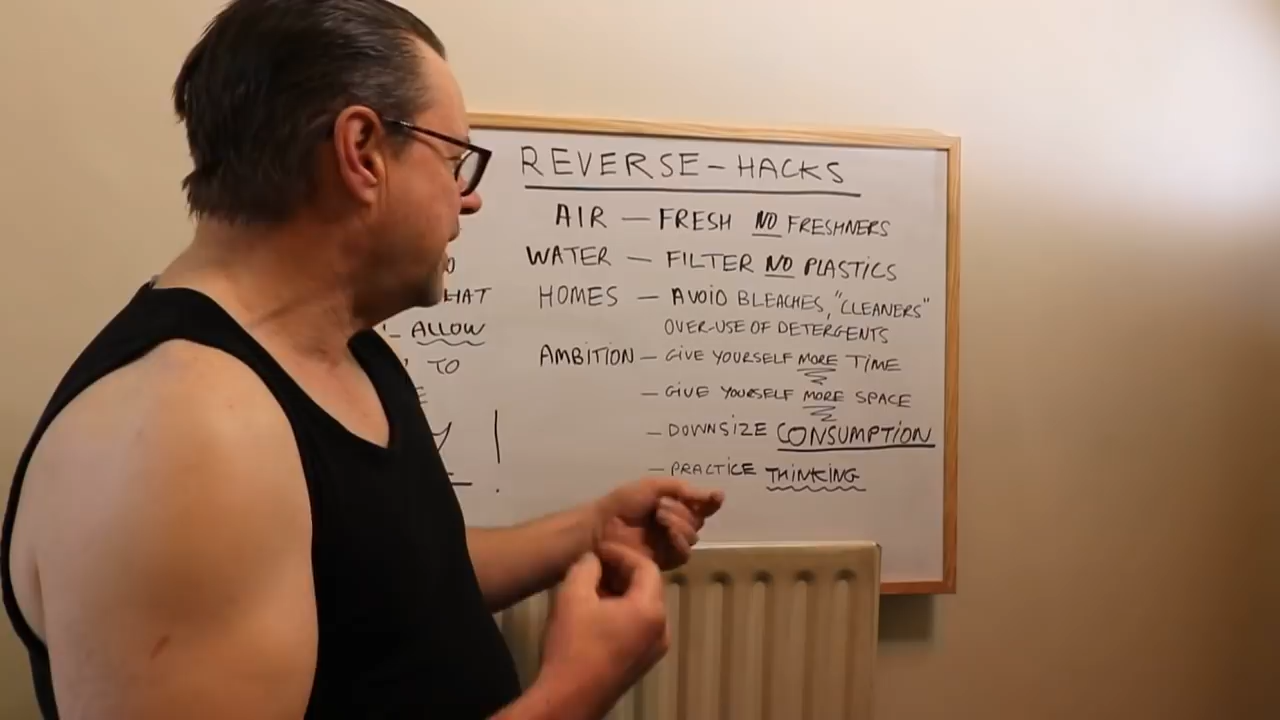 REVERSE-HACKS
AIR — FRESH NO FRESHNERS
WATER — FILTER NO PLASTICS
HOMES — AVOID BLEACHES, "CLEANERS"
OVER-USE OF DETERGENTS
AMBITION — GIVE YOURSELF MORE TIME
— GIVE YOURSELF MORE SPACE
— DOWNSIZE CONSUMPTION
— PRACTICE THINKING
ALLOW
TO